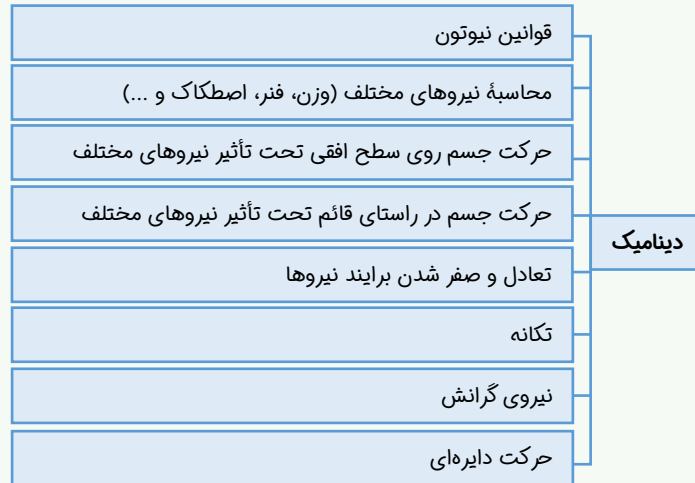 دینامیک
قوانین نیوتون
محاسبهٔ نیروهای مختلف (وزن، فنر، اصطکاک و ...)
حرکت جسم روی سطح افقی تحت تأثیر نیروهای مختلف
حرکت جسم در راستای قائم تحت تأثیر نیروهای مختلف
تعادل و صفر شدن برایند نیروها
تکانه
نیروی گرانش
حرکت دایره‌ای